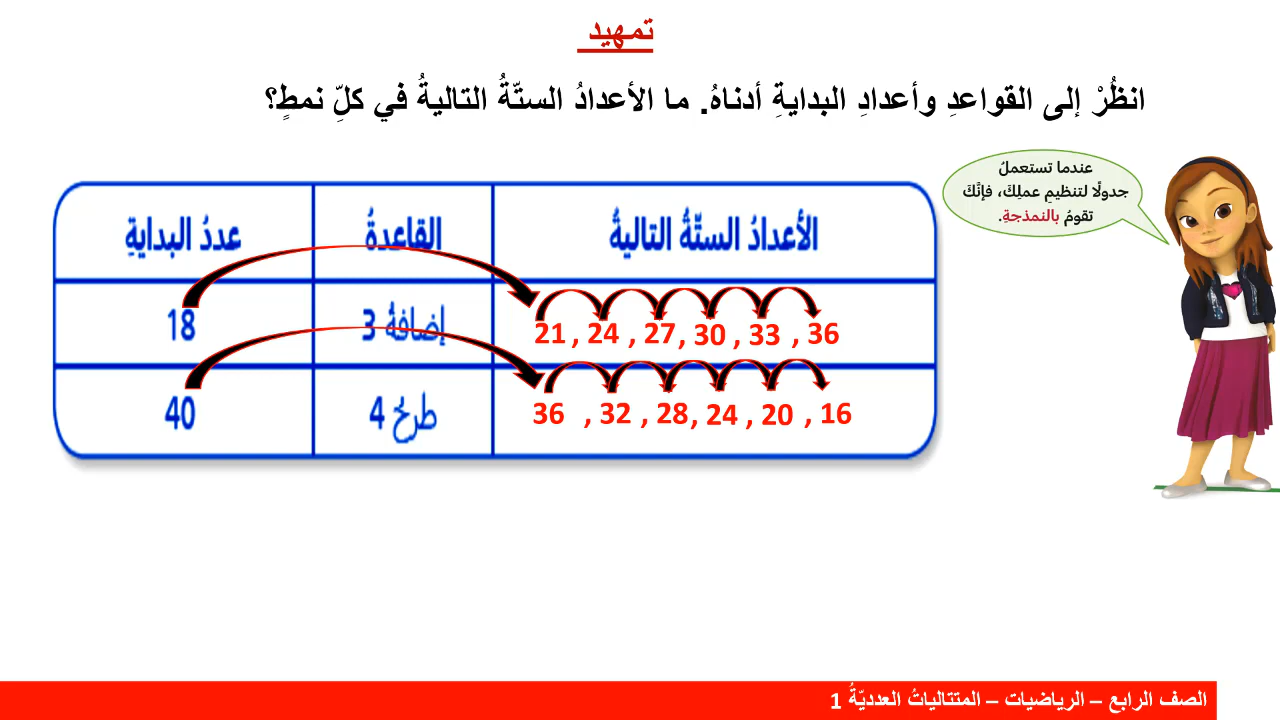 تمهيد
انظُرْ إلى القواعدِ وأعدادِ البدايةِ أدناهُ. ما الأعدادُ الستّةُ التاليةُ في كلِّ نمطٍ؟
عندما تستعملُ
جدولًا لتنظيمِ عملِكَ، فإنَّكَ
تقومُ بالنمذجةِ.
عددُ البدايةِ القاعدةُ الأعدادُ الستّةُ التاليةُ
18 إضافةُ 3 21 , 24 , 27 , 30 , 33 , 36
40 طرحُ 4 36 , 32 , 28 , 24 , 20 , 16
الصف الرابع – الرياضيات – المتتالياتُ العدديّةُ 1